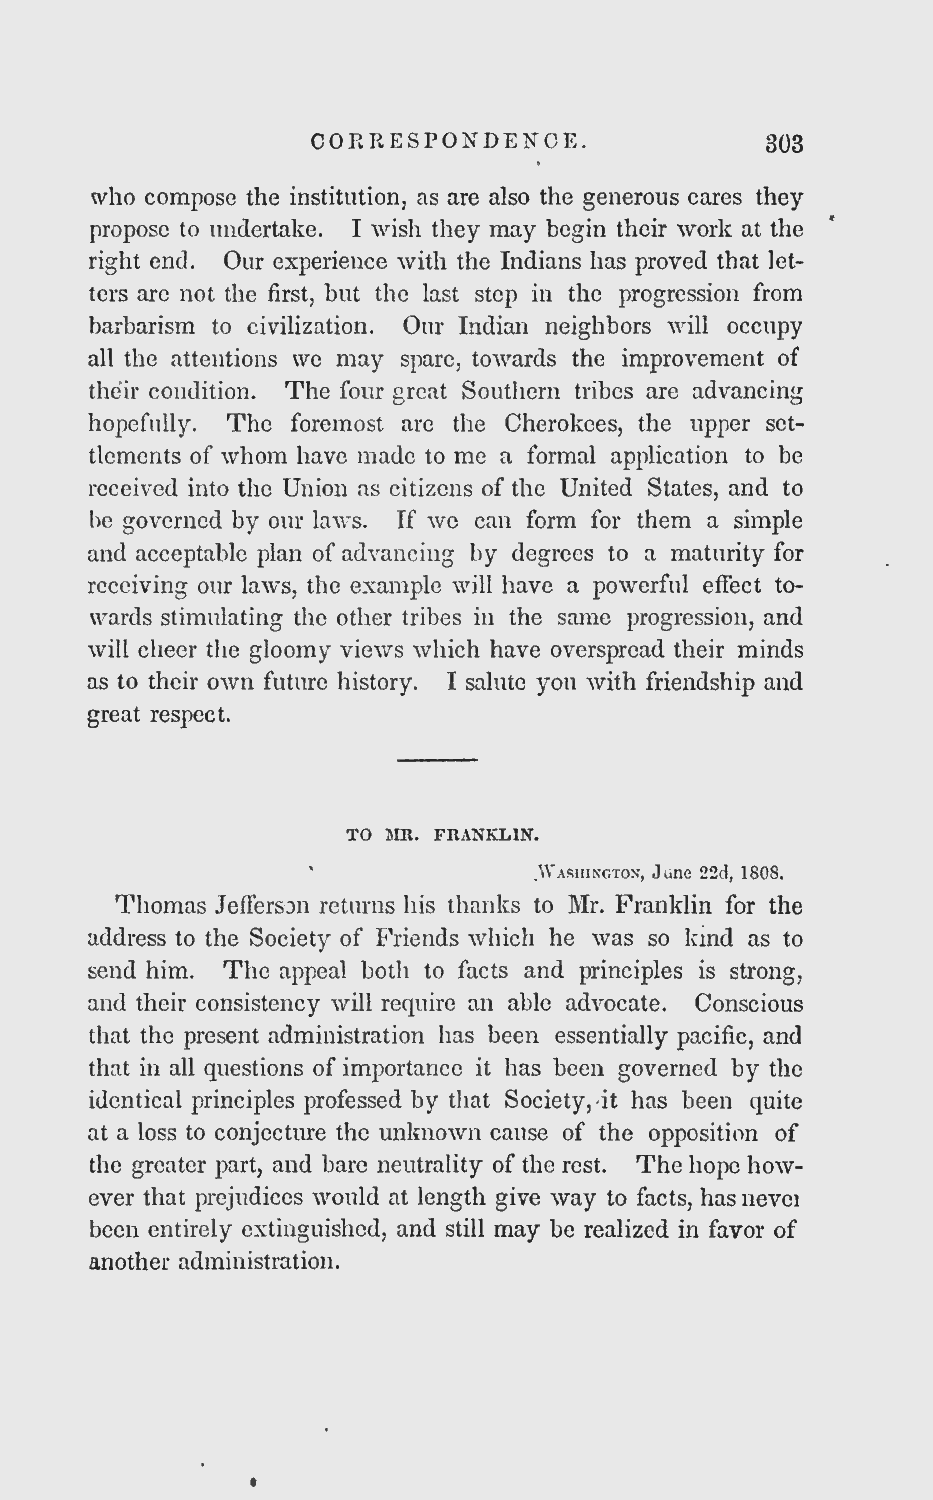 CORRESPONDENCE. 303
who compose the institution, as are also the generous cares they
propose to undertake. I wish they may begin their work at the
right end. Our experience with the Indians has proved that let-
ters are not the first, but the last step in the progression from
barbarism to civilization. Our Indian neighbors will occupy
all the attentions we may spare, towards the improvement of
their condition. The four great Southern tribes are advancing
hopefully. The foremost are the Cherokees, the upper set-
tlements of whom have made to me a formal application to be
received into the Union as citizens of the United States, and to
be governed by our laws. If we can form for them a simple
and acceptable plan of advancing by degrees to a maturity for
receiving our laws, the example will have a powerful effect to-
wards stimulating the other tribes in the same progression, and
will cheer the gloomy views which have overspread their minds
as to their own future history. I salute you with friendship and
great respect.
TO MR. FRANKLIN.
Washington, June 22d, 1808.
Thomas Jefferson returns his thanks to Mr. Franklin for the
address to the Society of Friends which he was so kind as to
send him. The appeal both to facts and principles is strong,
and their consistency will require an able advocate. Conscious
that the present administration has been essentially pacific, and
that in all questions of importance it has been governed by the
identical principles professed by that Society, it has been quite
at a loss to conjecture the unknown cause of the opposition of
the greater part, and bare neutrality of the rest. The hope how-
ever that prejudices would at length give way to facts, has never
been entirely extinguished, and still may be realized in favor of
another administration.